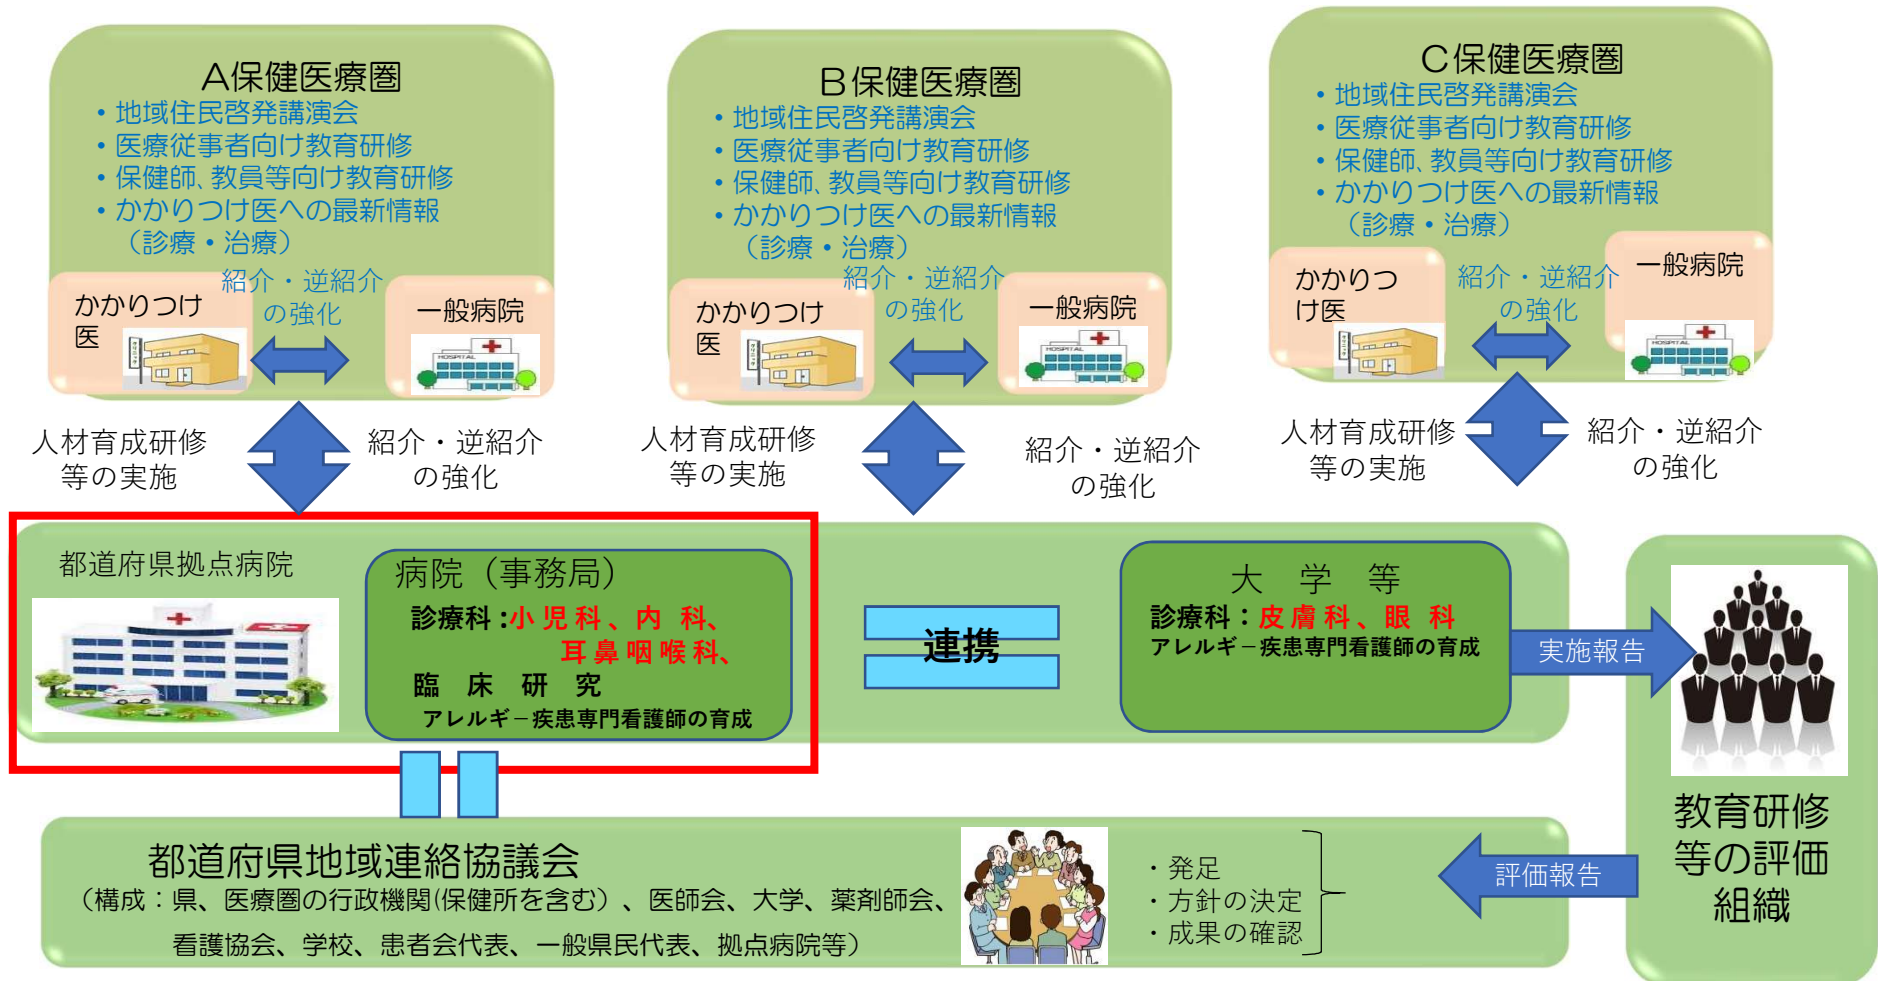 A保健医療圏
・地域住民啓発講演会
・医療従事者向け教育研修
・保健師、教員等向け教育研修
・かかりつけ医への最新情報
（診療・治療）
紹介・逆紹介
の強化
かかりつけ
医
クリニック
一般病院
HOSPITAL
B保健医療圏
・地域住民啓発講演会
・医療従事者向け教育研修
・保健師、教員等向け教育研修
・かかりつけ医への最新情報
（診療・治療）
紹介・逆紹介
の強化
かかりつけ
医
クリニック
一般病院
HOSPITAL
C保健医療圏
・地域住民啓発講演会
・医療従事者向け教育研修
・保健師、教員等向け教育研修
・かかりつけ医への最新情報
（診療・治療）
紹介・逆紹介
の強化
かかりつ
け医
クリニック
一般病院
HOSPITAL
人材育成研修
等の実施
紹介・逆紹介
の強化
人材育成研修
等の実施
紹介・逆紹介
の強化
人材育成研修
等の実施
紹介・逆紹介
の強化
都道府県拠点病院
病院（事務局）
診療科：小児科、内科、
耳鼻咽喉科、
臨床研究
アレルギ－疾患専門看護師の育成
連携
大学等
診療科：皮膚科、眼科
アレルギ－疾患専門看護師の育成
実施報告
教育研修
等の評価
組織
評価報告
都道府県地域連絡協議会
（構成：県、医療圏の行政機関(保健所を含む）、医師会、大学、薬剤師会、
看護協会、学校、患者会代表、一般県民代表、拠点病院等）
・発足
・方針の決定
・成果の確認